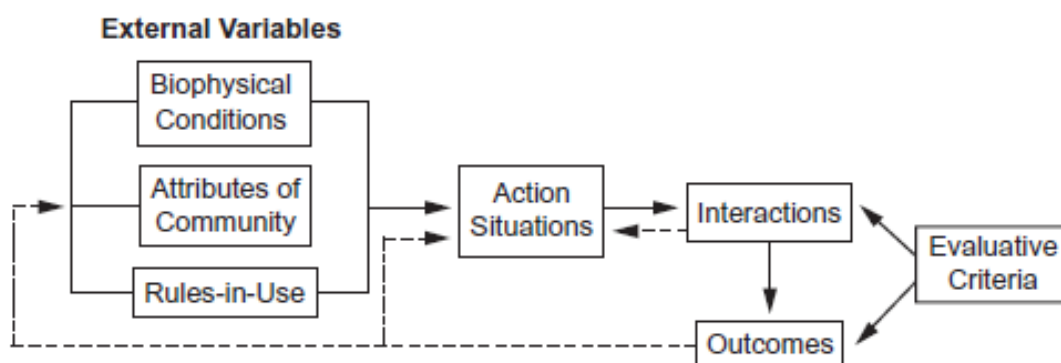 External Variables
Biophysical
Conditions
Attributes of
Community
Rules-in-Use
Action
Situations
Interactions
Outcomes
Evaluative
Criteria